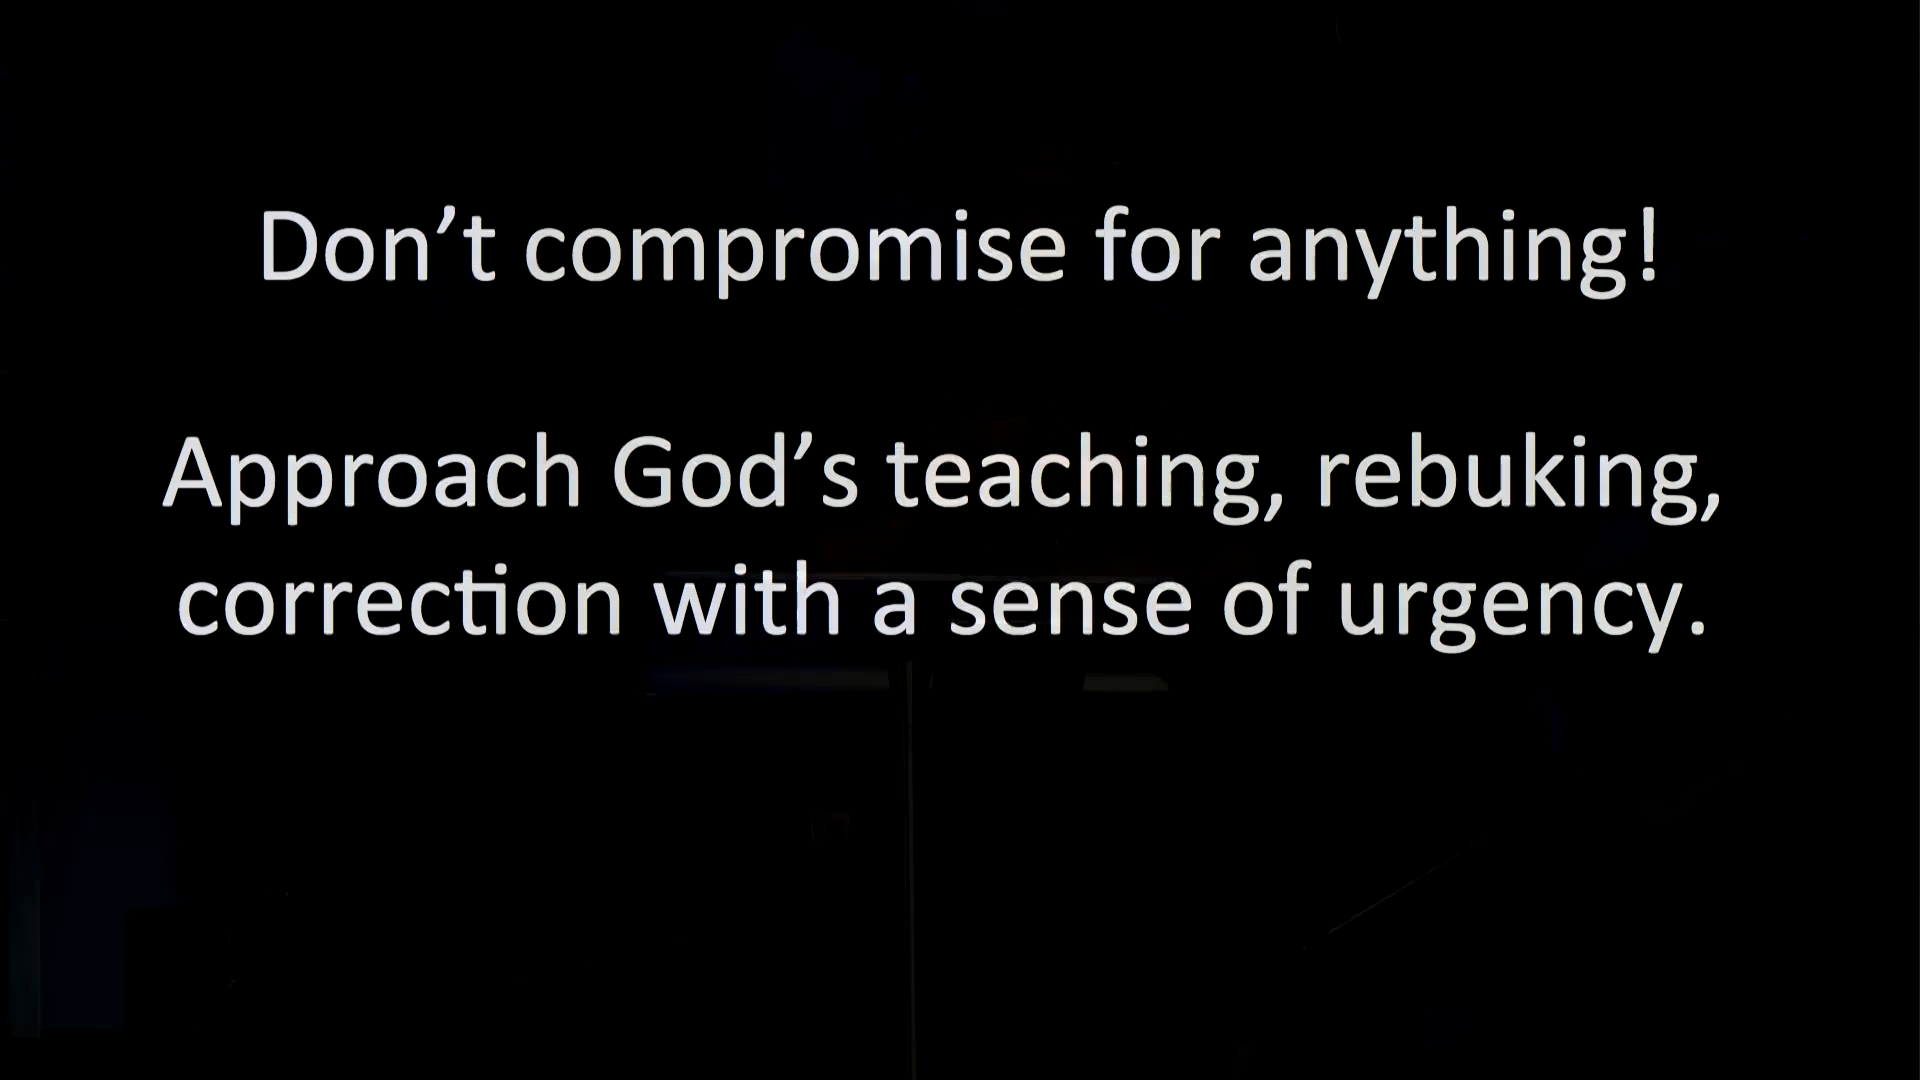 Don’t compromise for anything!
Approach God’s teaching, rebuking,
correction with a sense of urgency.